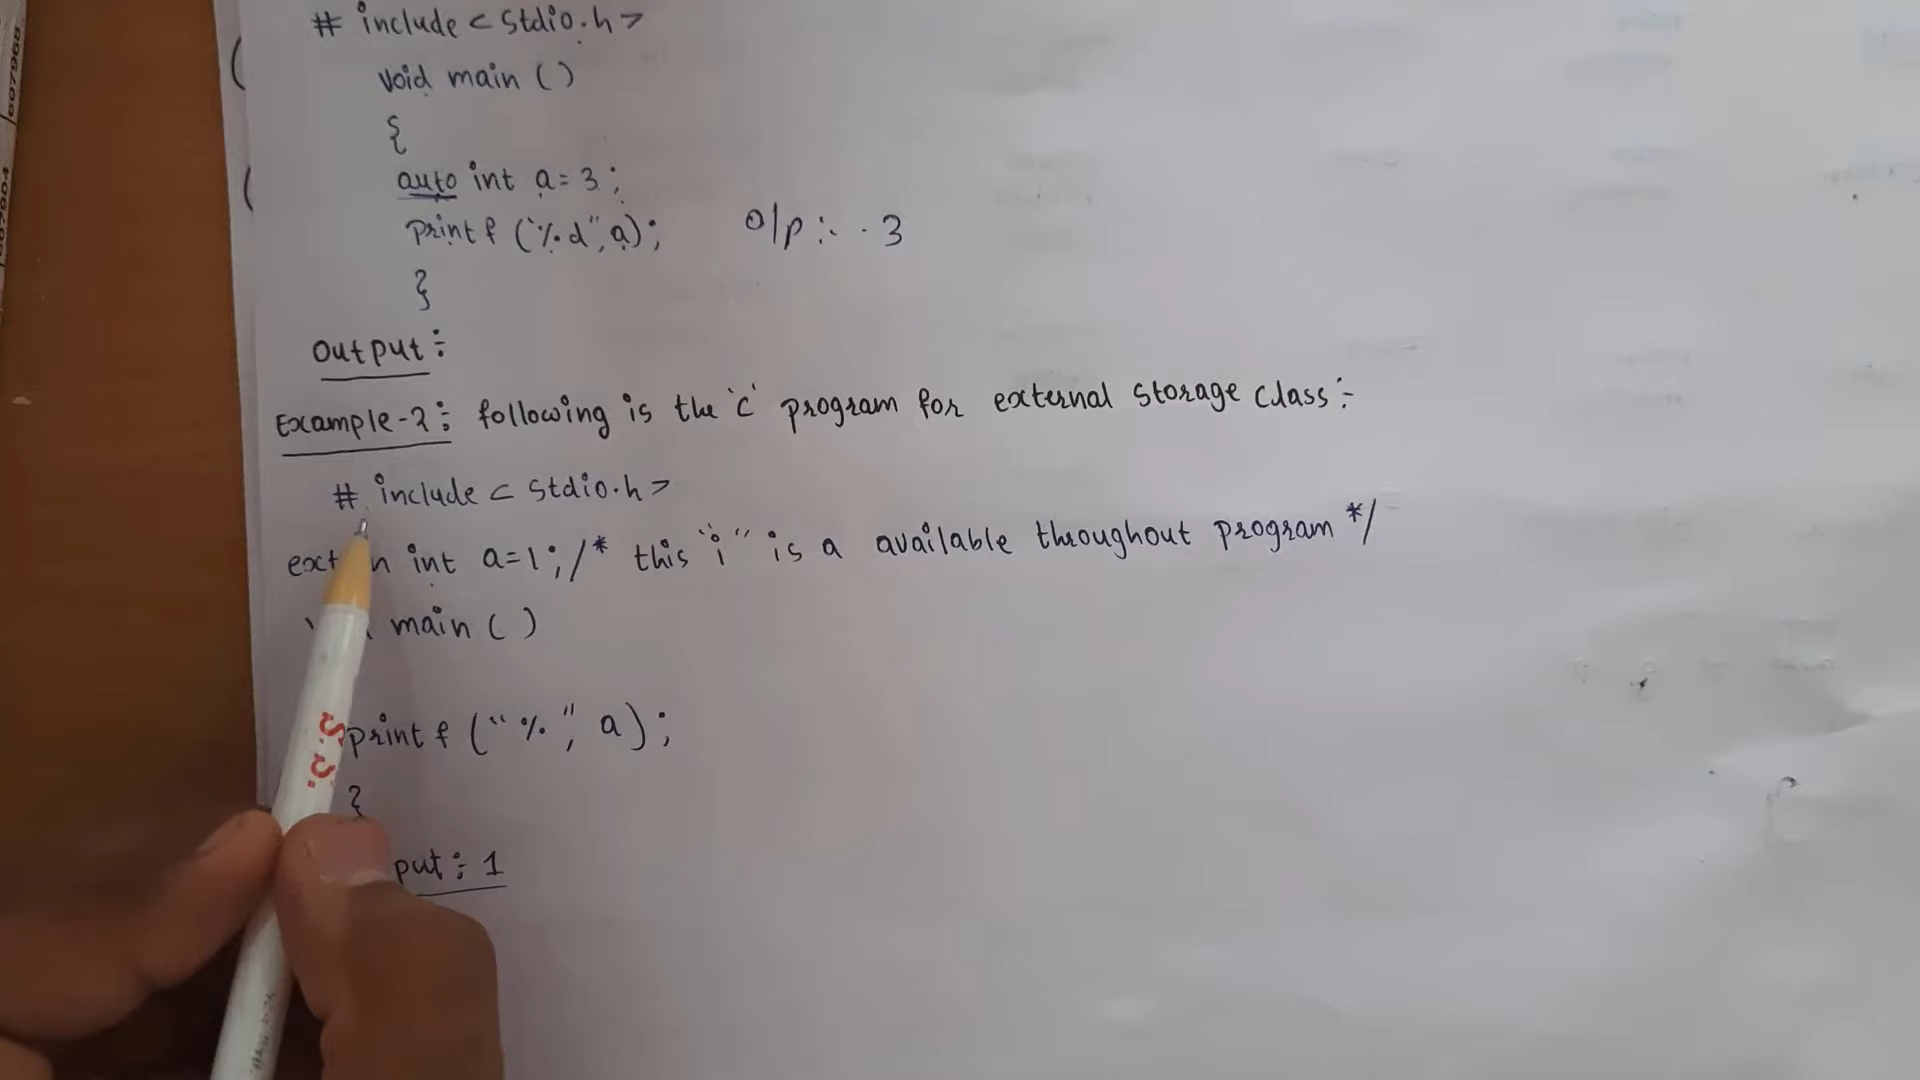 # include < stdio.h >
void main ( )
{
auto int a = 3 ;
printf ("%d", a); o/p :- 3
}
Output :
Example-2 : following is the 'c' program for external storage class :-
# include < stdio.h >
int a=1 ; /* this "i" is a available throughout program */
main ( )
printf ("%", a);
}
put : 1
S.S.
607968